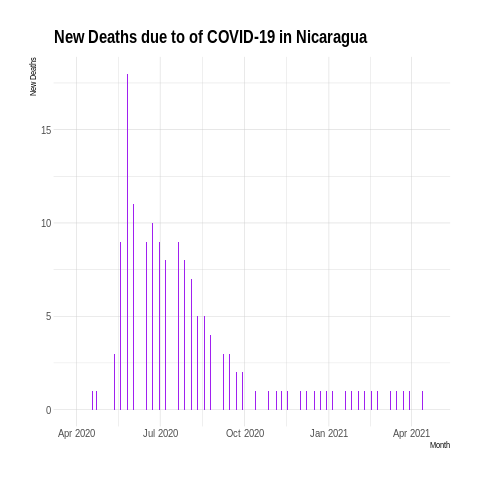 New Deaths due to of COVID-19 in Nicaragua
New Deaths
15
10
5
0
Apr 2020 Jul 2020 Oct 2020 Jan 2021 Apr 2021
Month